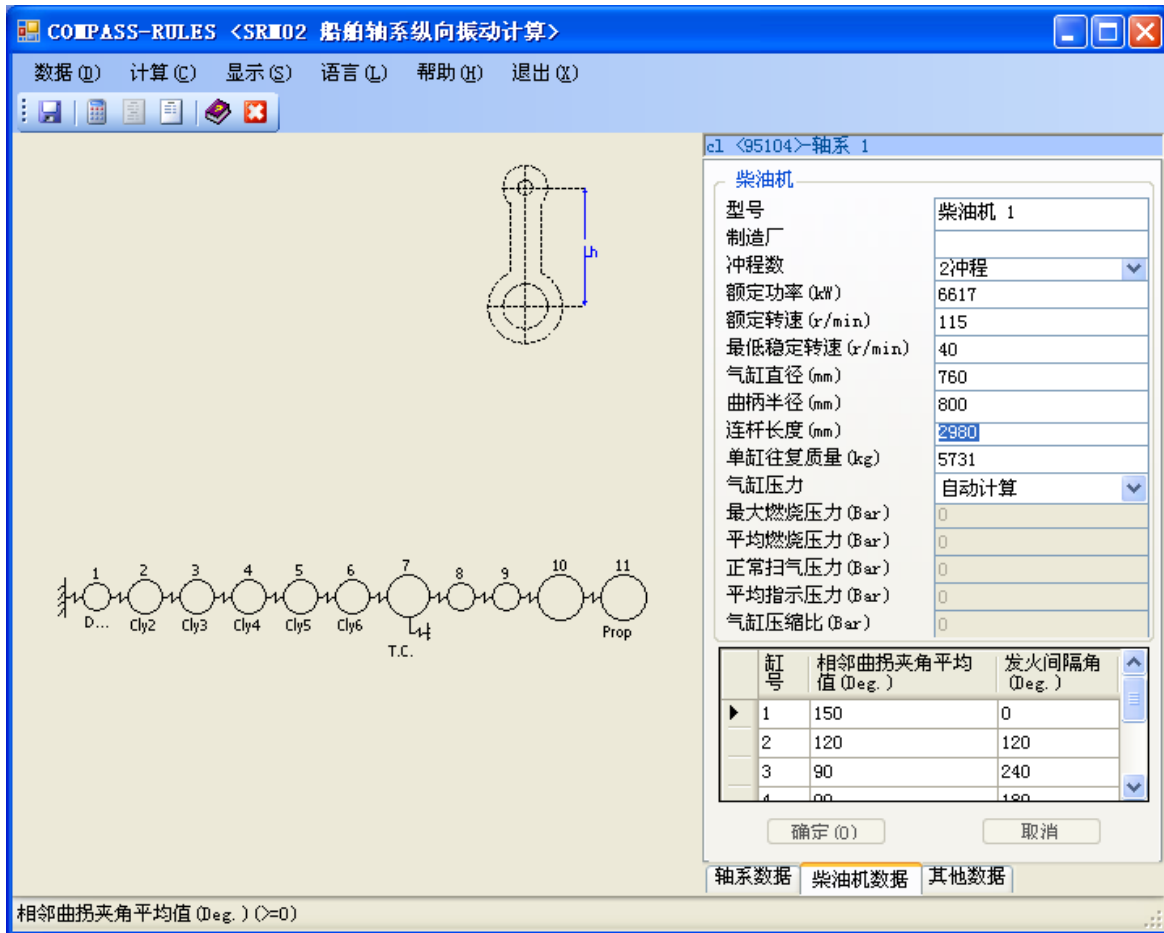 COMPASS-RULES <SRM02 船舶轴系纵向振动计算>
数据(D) 计算(C) 显示(S) 语言(L) 帮助(H) 退出(X)
cl <95104>-轴系 1
柴油机
型号 柴油机 1
制造厂
冲程数 2冲程
额定功率(kW) 6617
额定转速(r/min) 115
最低稳定转速(r/min) 40
气缸直径(mm) 760
曲柄半径(mm) 800
连杆长度(mm) 2980
单缸往复质量(kg) 5731
气缸压力 自动计算
最大燃烧压力(Bar) 0
平均燃烧压力(Bar) 0
正常扫气压力(Bar) 0
平均指示压力(Bar) 0
气缸压缩比(Bar) 0
Lh
1 2 3 4 5 6 7 8 9 10 11
D... Cly2 Cly3 Cly4 Cly5 Cly6 Prop
T.C.
缸号 相邻曲拐夹角平均 发火间隔角
值(Deg.) (Deg.)
1 150 0
2 120 120
3 90 240
4 90 180
确定(O) 取消
轴系数据 柴油机数据 其他数据
相邻曲拐夹角平均值(Deg.)(>=0)